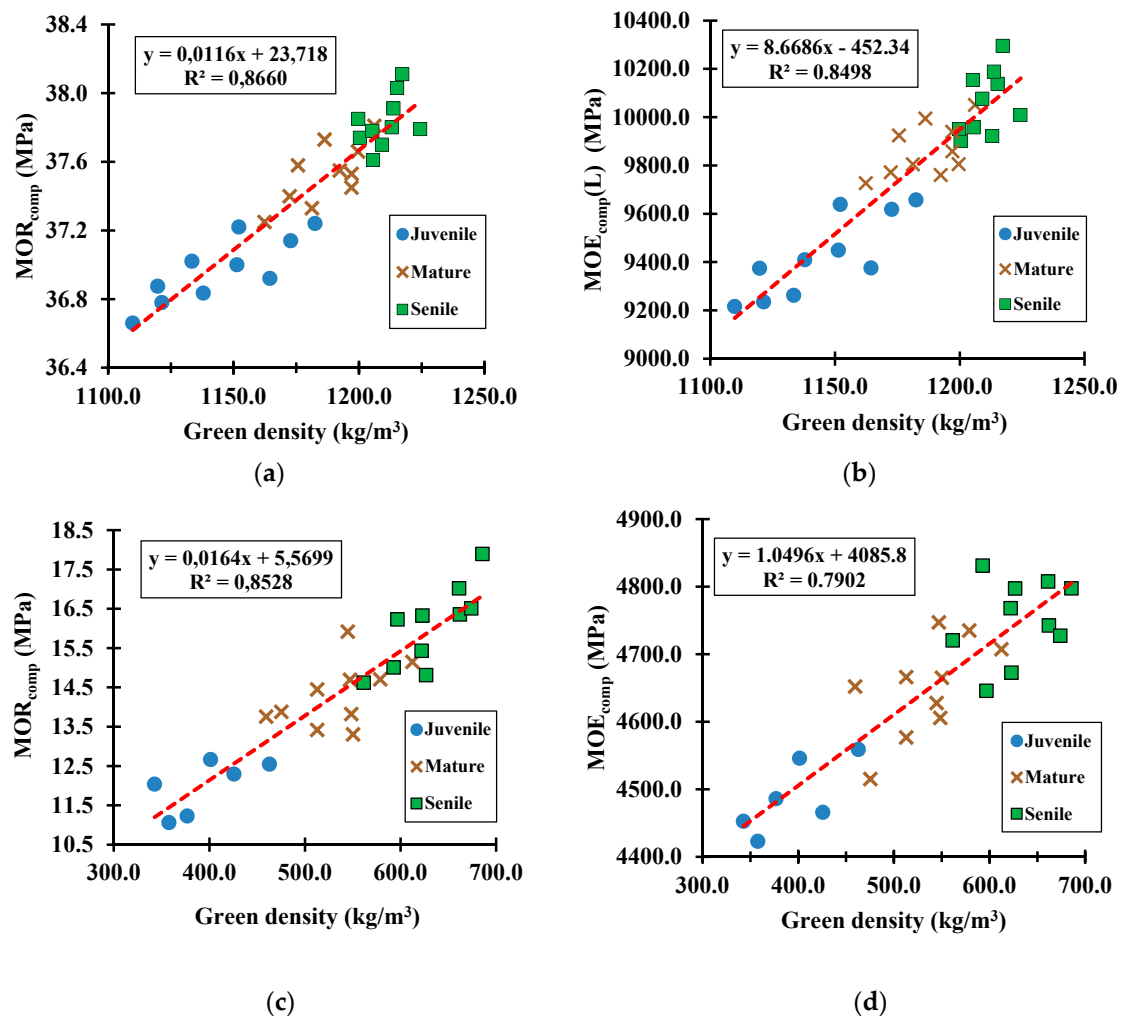 38.4
38.0
37.6
37.2
36.8
36.4
MORcomp (MPa)
y = 0,0116x + 23,718
R² = 0,8660
Juvenile
Mature
Senile
1100.0 1150.0 1200.0 1250.0
Green density (kg/m³)
(a)
10400.0
10200.0
10000.0
9800.0
9600.0
9400.0
9200.0
9000.0
MOEcomp(L) (MPa)
y = 8.6686x - 452.34
R² = 0.8498
Juvenile
Mature
Senile
1100.0 1150.0 1200.0 1250.0
Green density (kg/m³)
(b)
18.5
17.5
16.5
15.5
14.5
13.5
12.5
11.5
10.5
MORcomp (MPa)
y = 0,0164x + 5,5699
R² = 0,8528
Juvenile
Mature
Senile
300.0 400.0 500.0 600.0 700.0
Green density (kg/m³)
(c)
4900.0
4800.0
4700.0
4600.0
4500.0
4400.0
MOEcomp (MPa)
y = 1.0496x + 4085.8
R² = 0.7902
Juvenile
Mature
Senile
300.0 400.0 500.0 600.0 700.0
Green density (kg/m³)
(d)